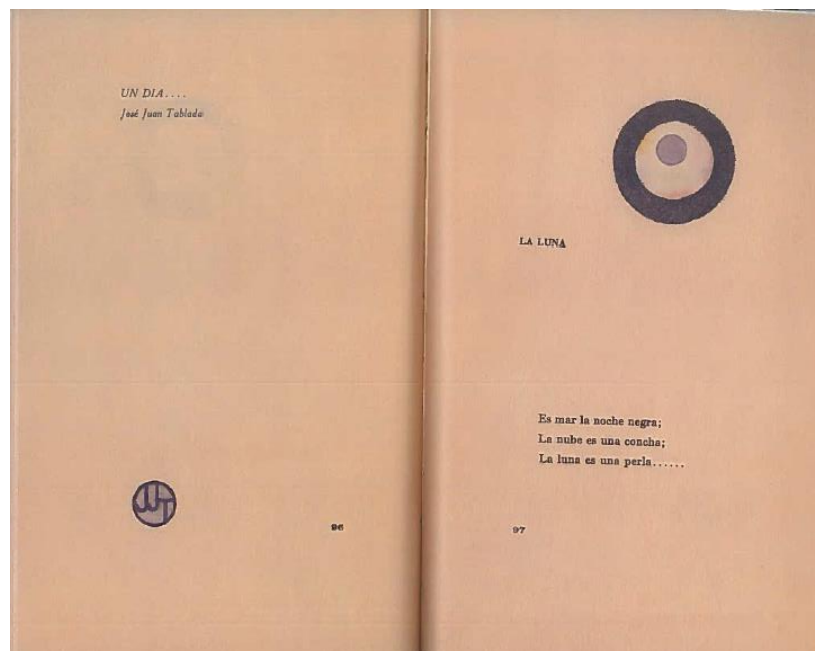 UN DIA....
José Juan Tablada
JJT
96
LA LUNA
Es mar la noche negra;
La nube es una concha;
La luna es una perla......
97